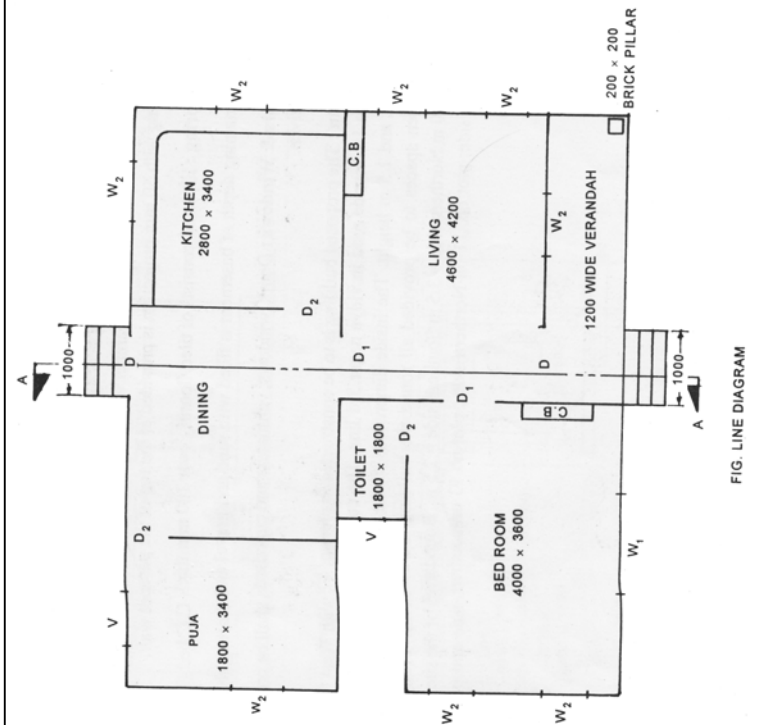 A
1000
V
W₂
D
D₂
KITCHEN
2800 × 3400
PUJA
1800 × 3400
DINING
W₂
W₂
D₂
C.B
D₁
TOILET
1800 × 1800
V
W₂
D₂
LIVING
4600 × 4200
D₁
BED ROOM
4000 × 3600
W₂
W₂
C.B
D
W₂
W₂
1200 WIDE VERANDAH
200 × 200
BRICK PILLAR
W₁
1000
A
FIG. LINE DIAGRAM